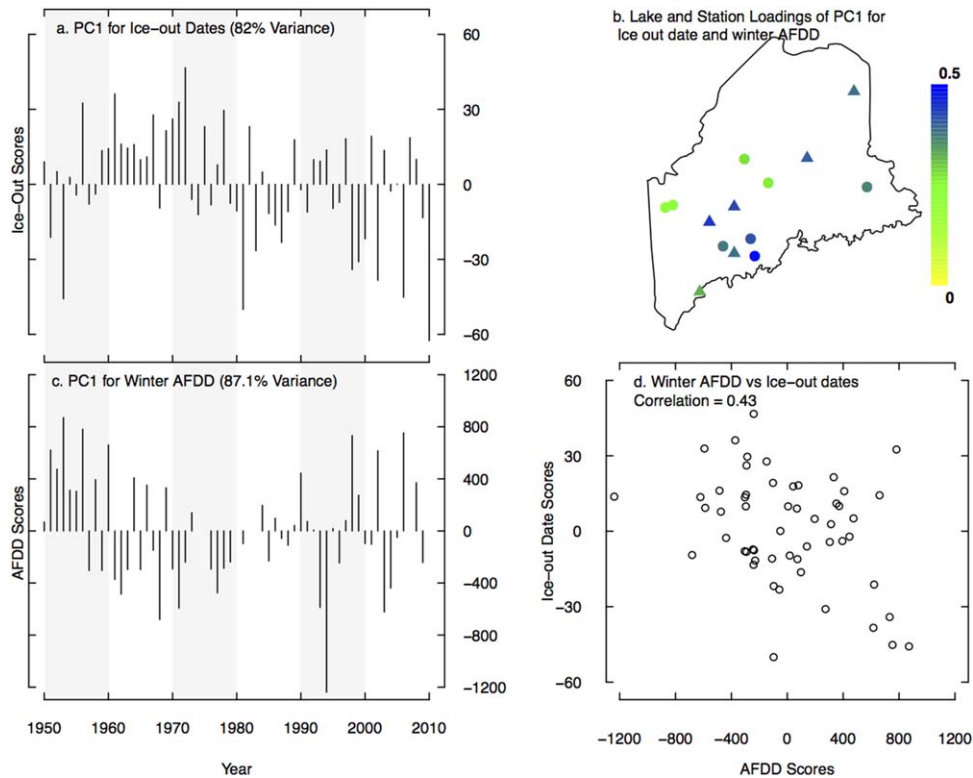 a. PC1 for Ice−out Dates (82% Variance)
Ice−Out Scores
60
30
0
−30
−60
b. Lake and Station Loadings of PC1 for
Ice out date and winter AFDD
0.5
0
c. PC1 for Winter AFDD (87.1% Variance)
AFDD Scores
1200
800
400
0
−400
−800
−1200
1950 1960 1970 1980 1990 2000 2010
Year
d. Winter AFDD vs Ice−out dates
Correlation = 0.43
Ice−out Date Scores
60
30
0
−30
−60
−1200 −800 −400 0 400 800 1200
AFDD Scores